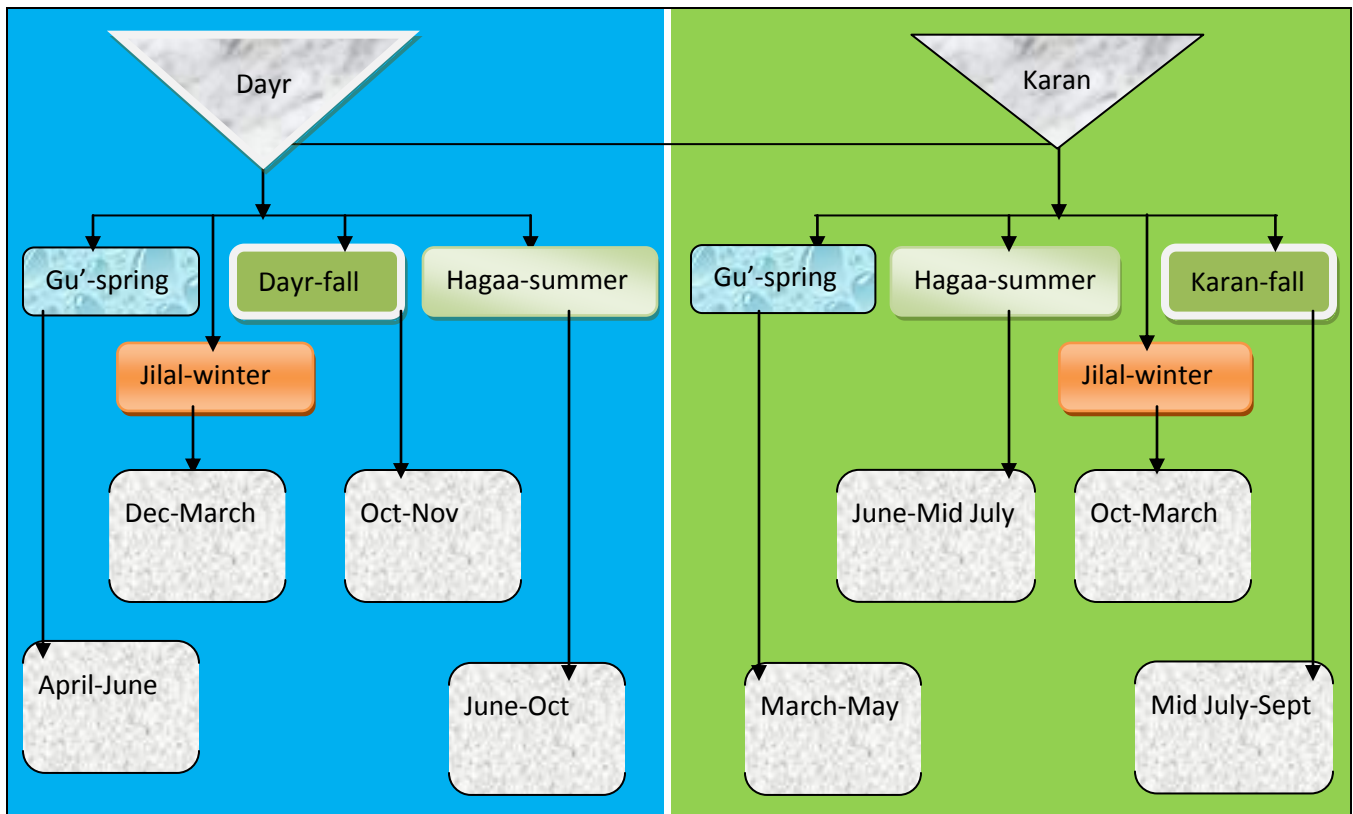 Dayr
Karan
Gu’-spring
Dayr-fall
Hagaa-summer
Jilal-winter
Dec-March
Oct-Nov
April-June
June-Oct
Gu’-spring
Hagaa-summer
Karan-fall
Jilal-winter
June-Mid July
Oct-March
March-May
Mid July-Sept